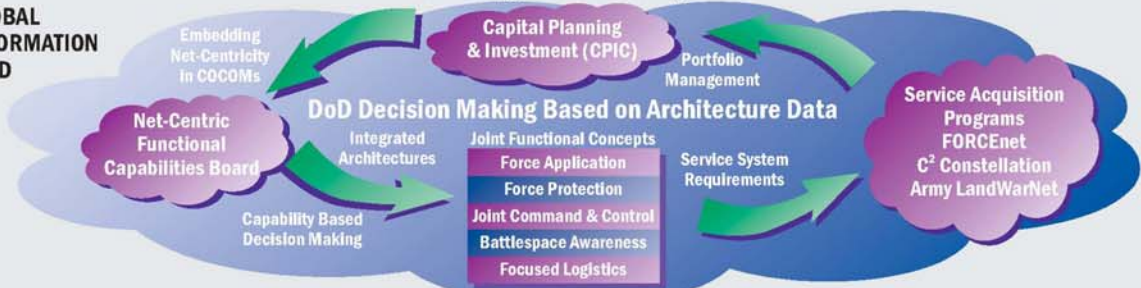 Embedding
Net-Centricity
in COCOMs
Capital Planning
& Investment (CPIC)
Portfolio
Management
DoD Decision Making Based on Architecture Data
Net-Centric
Functional
Capabilities Board
Integrated
Architectures
Capability Based
Decision Making
Joint Functional Concepts
Force Application
Force Protection
Joint Command & Control
Battlespace Awareness
Focused Logistics
Service System
Requirements
Service Acquisition
Programs
FORCEnet
C² Constellation
Army LandWarNet